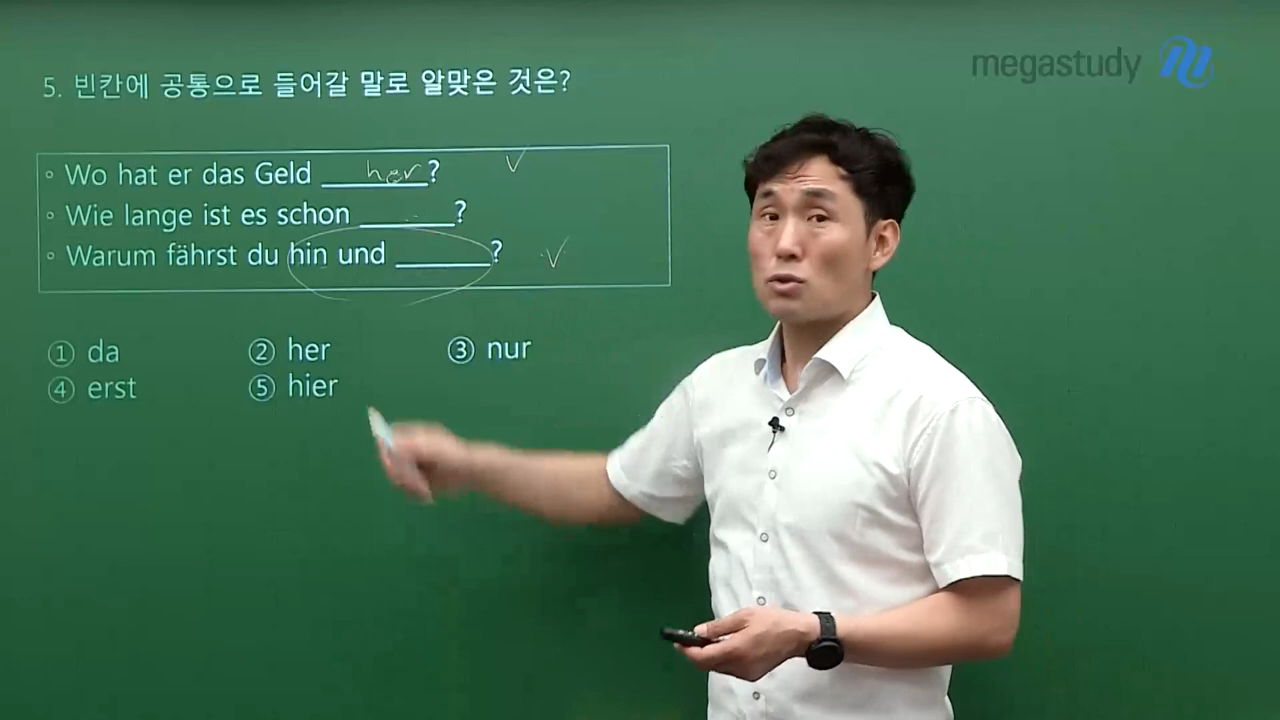 megastudy
5. 빈칸에 공통으로 들어갈 말로 알맞은 것은?
◦ Wo hat er das Geld her?
◦ Wie lange ist es schon ______?
◦ Warum fährst du hin und ______?
① da ② her ③ nur
④ erst ⑤ hier